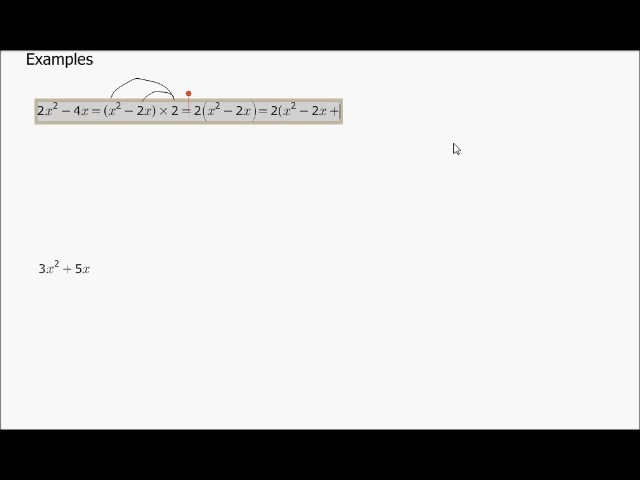 Examples
2x² − 4x = (x² − 2x) × 2 = 2(x² − 2x) = 2(x² − 2x +
3x² + 5x